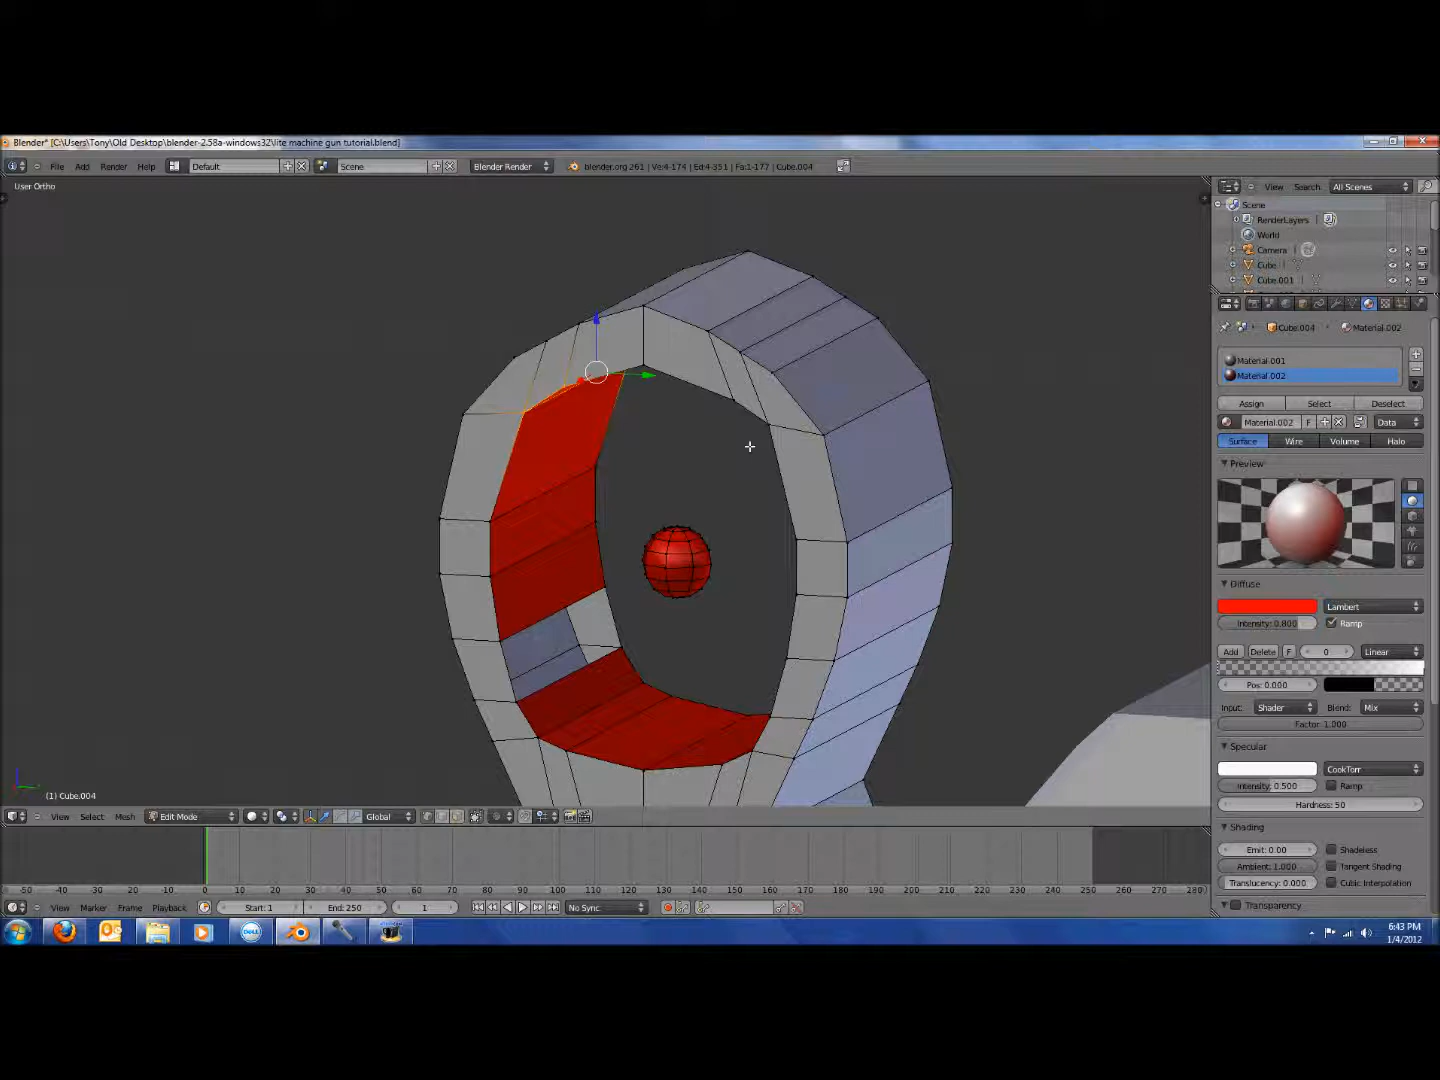 Blender* [C:\Users\Tony\Old Desktop\blender-2.58a-windows32\lite machine gun tutorial.blend]
File Add Render Help Default Scene Blender Render blender.org 261 | Ve:4-174 | Ed:4-351 | Fa:1-177 | Cube.004
User Ortho
View Search All Scenes
Scene
RenderLayers
World
Camera
Cube
Cube.001
Cube.004 Material.002
Material.001
Material.002
Assign Select Deselect
Material.002 F Data
Surface Wire Volume Halo
Preview
Diffuse
Lambert
Intensity: 0.800 Ramp
Add Delete F 0 Linear
Pos: 0.000
Input: Shader Blend: Mix
Factor: 1.000
Specular
CookTorr
Intensity: 0.500 Ramp
Hardness: 50
Shading
Emit: 0.00 Shadeless
Ambient: 1.000 Tangent Shading
Translucency: 0.000 Cubic Interpolation
Transparency
(1) Cube.004
View Select Mesh Edit Mode Global
-50 -40 -30 -20 -10 0 10 20 30 40 50 60 70 80 90 100 110 120 130 140 150 160 170 180 190 200 210 220 230 240 250 260 270 280
View Marker Frame Playback Start: 1 End: 250 1 No Sync
DELL
6:43 PM
1/4/2012